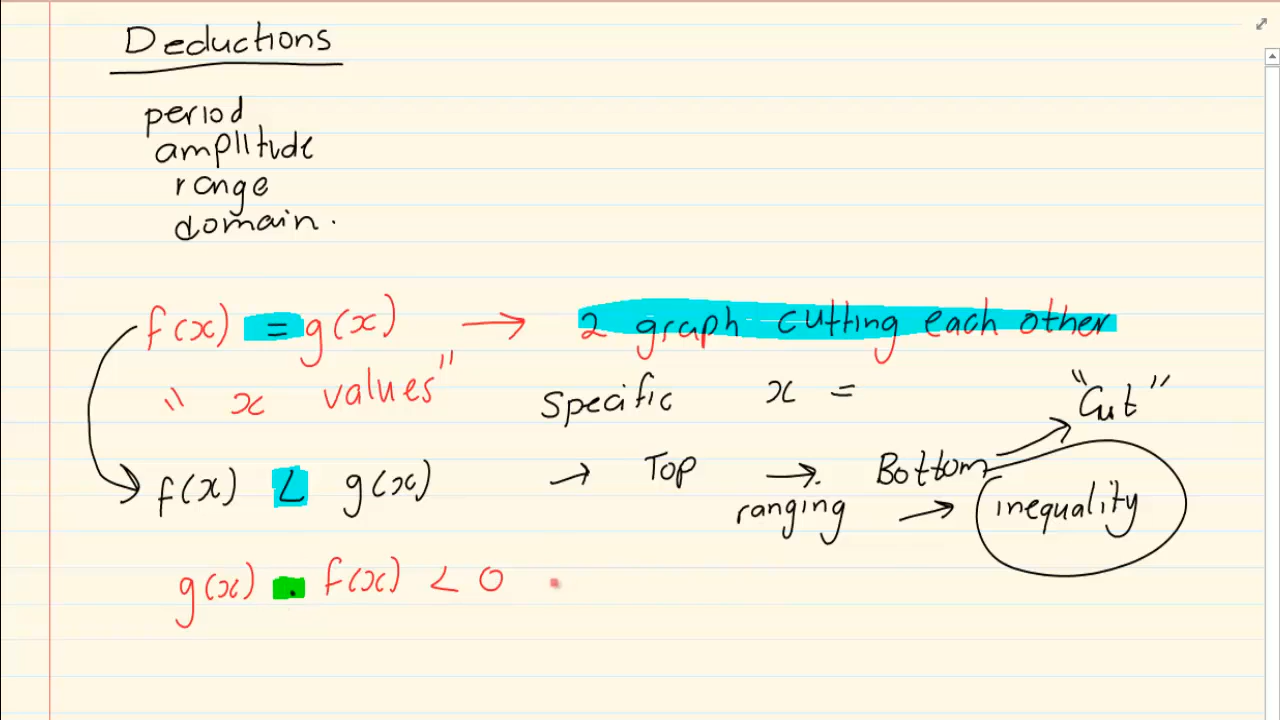 Deductions
period
amplitude
range
domain.
f(x) = g(x) → 2 graph cutting each other
"x values" Specific x = "Cut"
f(x) < g(x) → Top → Bottom
ranging → inequality
g(x) . f(x) < 0